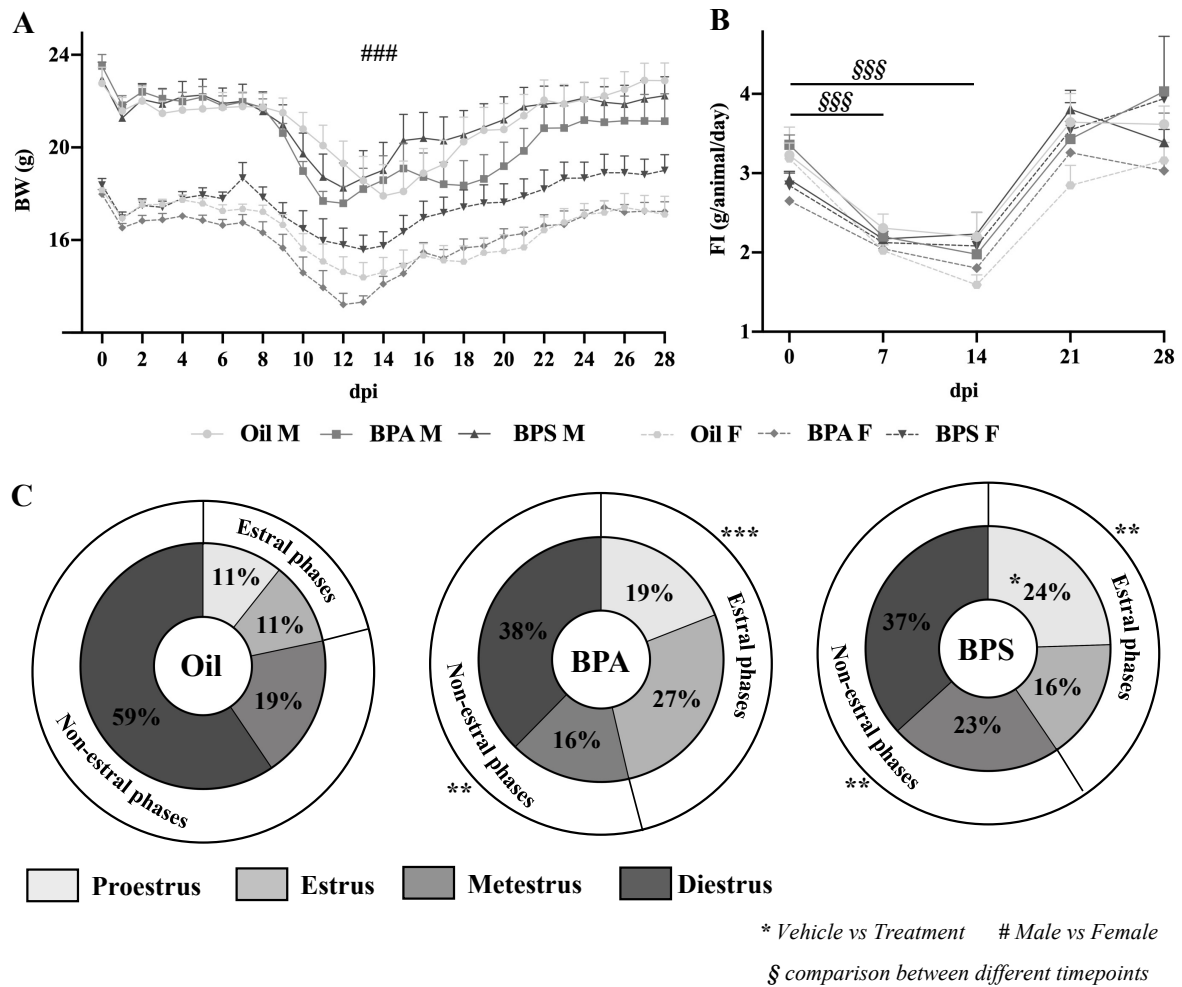 A
###
24
20
16
BW (g)
0 2 4 6 8 10 12 14 16 18 20 22 24 26 28
dpi
B
§§§
§§§
4
3
2
1
FI (g/animal/day)
0 7 14 21 28
dpi
Oil M BPA M BPS M Oil F BPA F BPS F
C
Estral phases
11%
11%
Oil
19%
59%
Non-estral phases
***
19%
38%
BPA
Estral phases
27%
16%
Non-estral phases
**
**
*24%
37%
BPS
Estral phases
16%
23%
Non-estral phases
**
Proestrus Estrus Metestrus Diestrus
* Vehicle vs Treatment # Male vs Female
§ comparison between different timepoints